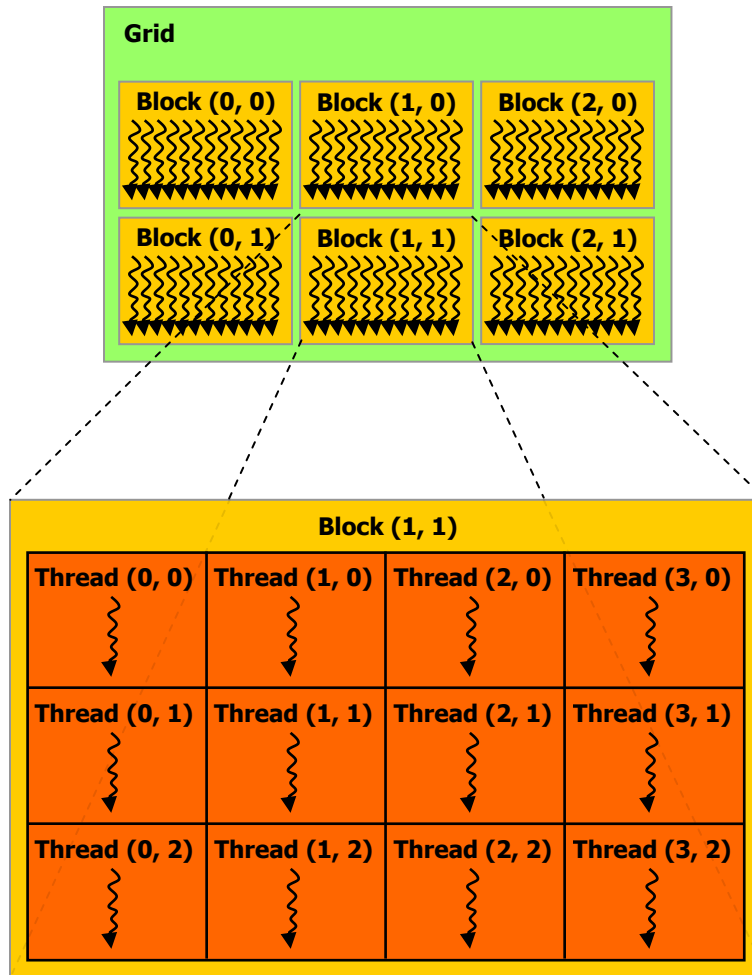 Grid
Block (0, 0) Block (1, 0) Block (2, 0)
Block (0, 1) Block (1, 1) Block (2, 1)
Block (1, 1)
Thread (0, 0) Thread (1, 0) Thread (2, 0) Thread (3, 0)
Thread (0, 1) Thread (1, 1) Thread (2, 1) Thread (3, 1)
Thread (0, 2) Thread (1, 2) Thread (2, 2) Thread (3, 2)